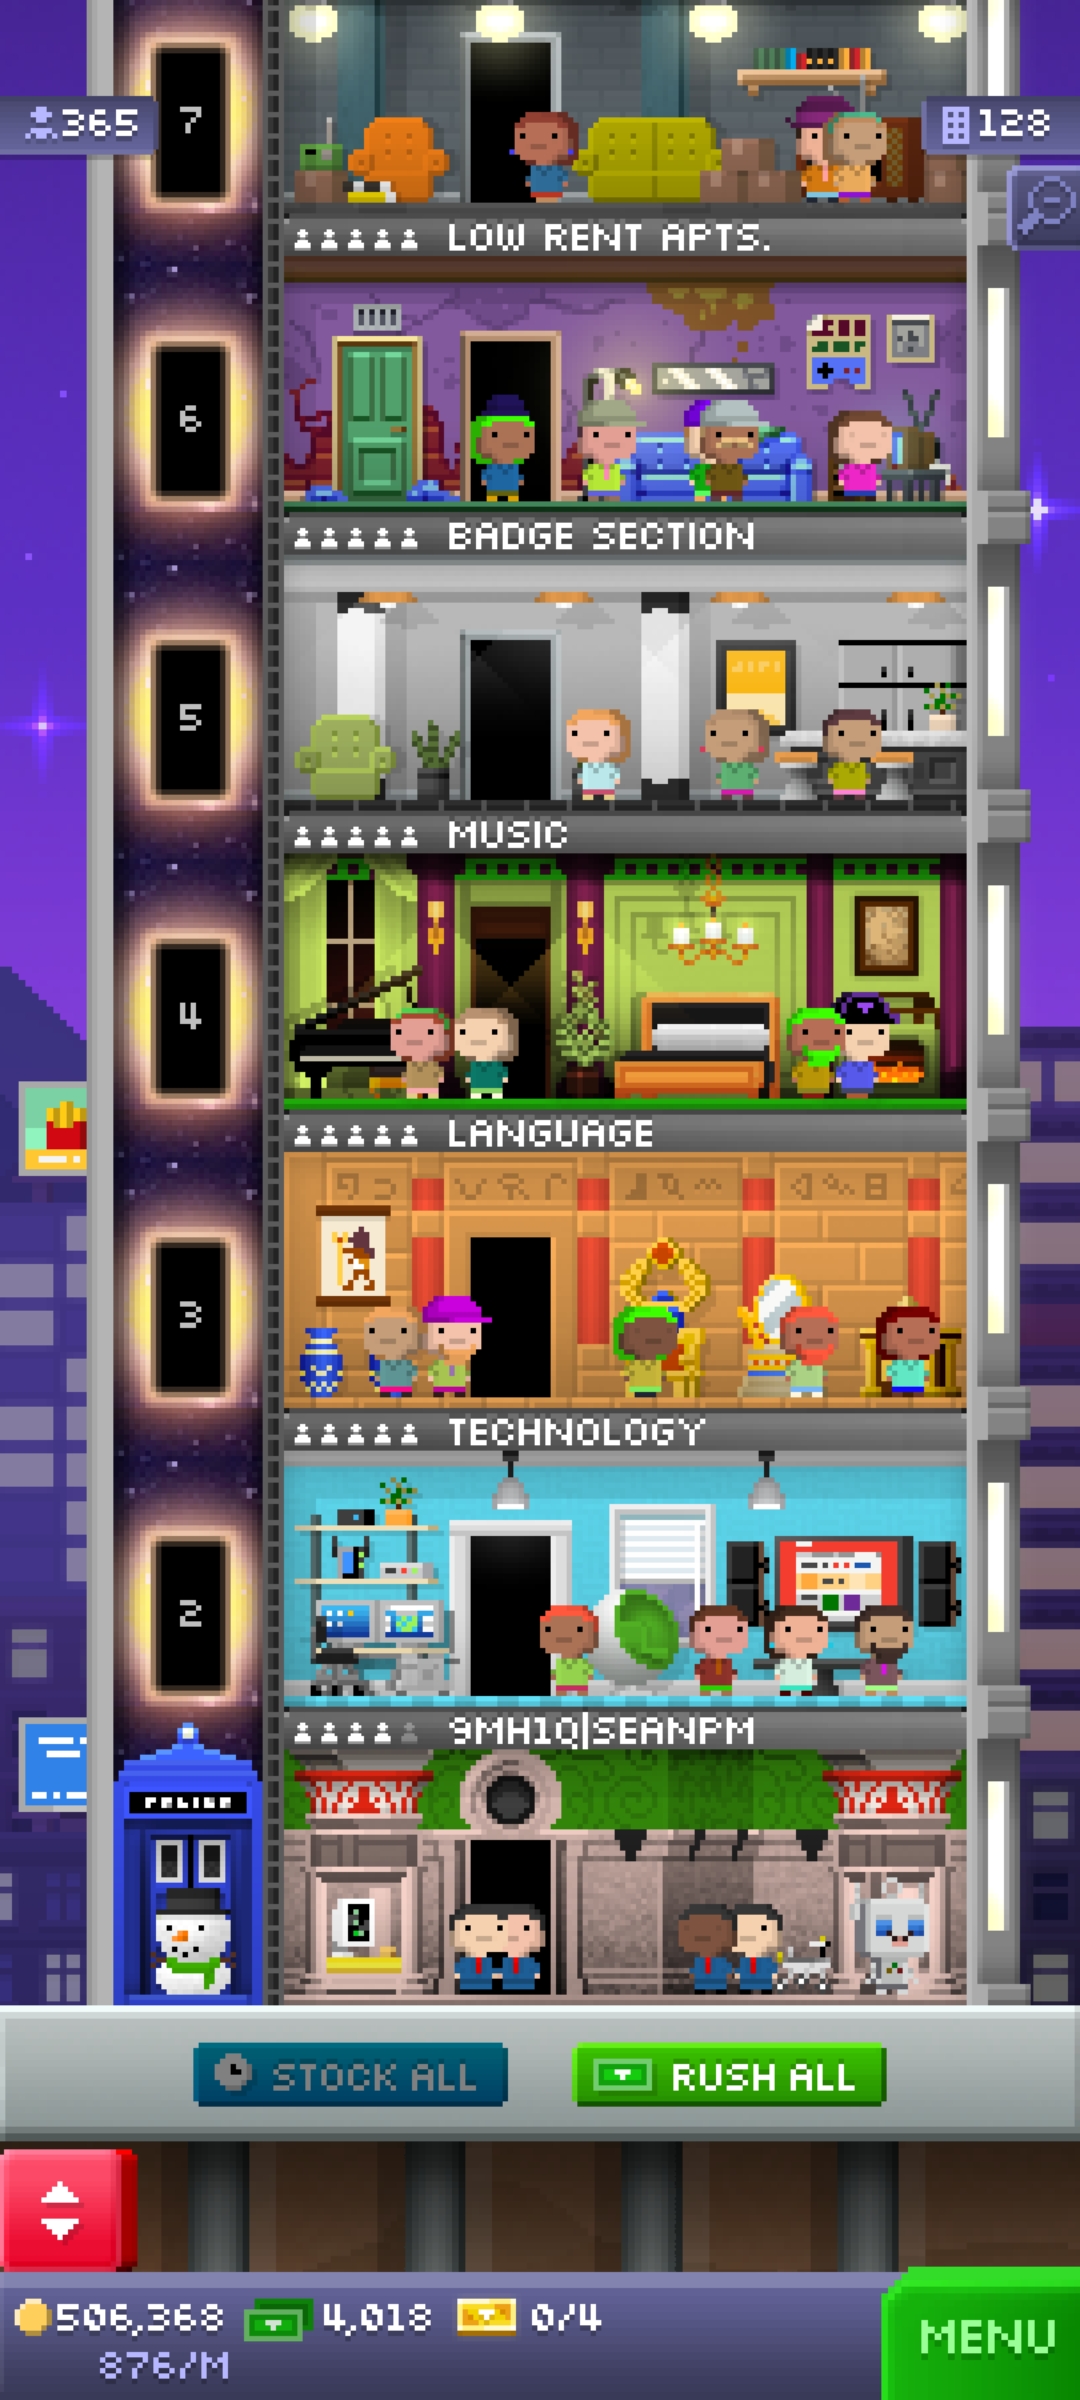 7
365
128
LOW RENT APTS.
6
BADGE SECTION
5
MUSIC
4
LANGUAGE
3
TECHNOLOGY
2
9MH1Q|SEANPM
POLICE
STOCK ALL
RUSH ALL
506,368
4,018
0/4
876/M
MENU